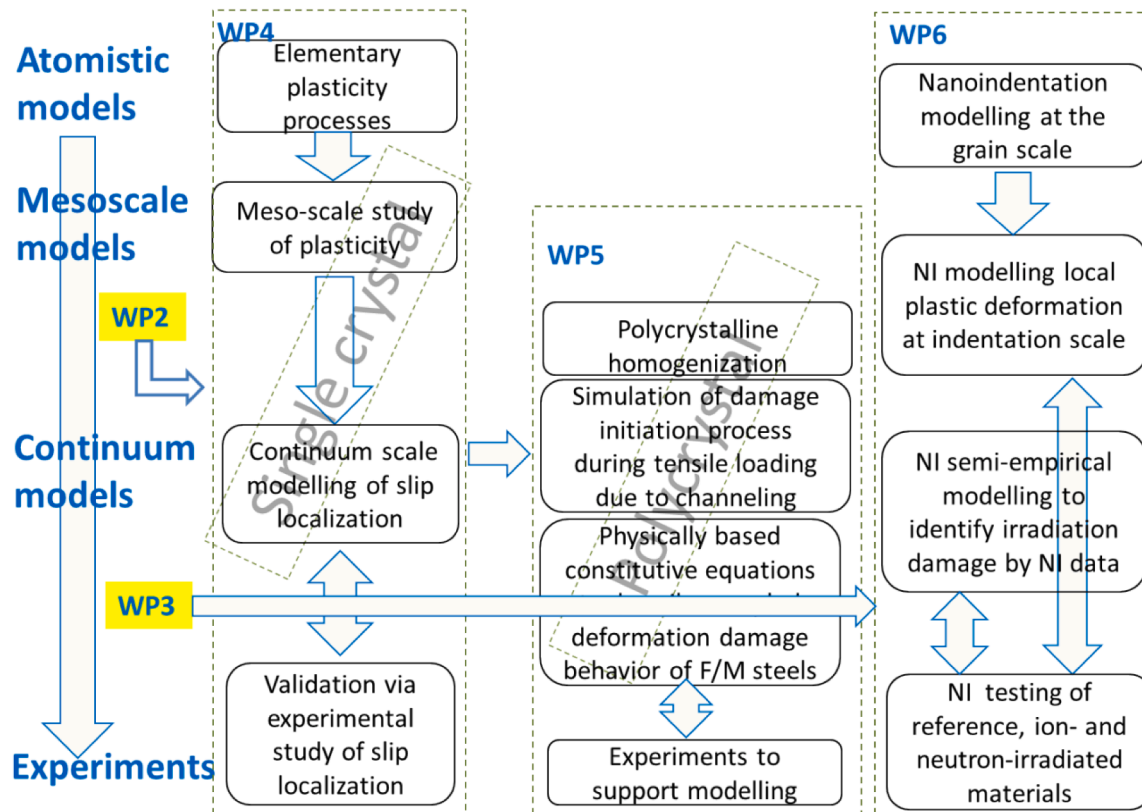 Atomistic
models
Mesoscale
models
WP2
Continuum
models
WP3
Experiments
WP4
Elementary
plasticity
processes
Meso-scale study
of plasticity
Continuum scale
modelling of slip
localization
Validation via
experimental
study of slip
localization
Single crystal
WP5
Polycrystalline
homogenization
Simulation of damage
initiation process
during tensile loading
due to channeling
Physically based
constitutive equations
deformation damage
behavior of F/M steels
Experiments to
support modelling
Polycrystal
WP6
Nanoindentation
modelling at the
grain scale
NI modelling local
plastic deformation
at indentation scale
NI semi-empirical
modelling to
identify irradiation
damage by NI data
NI testing of
reference, ion- and
neutron-irradiated
materials